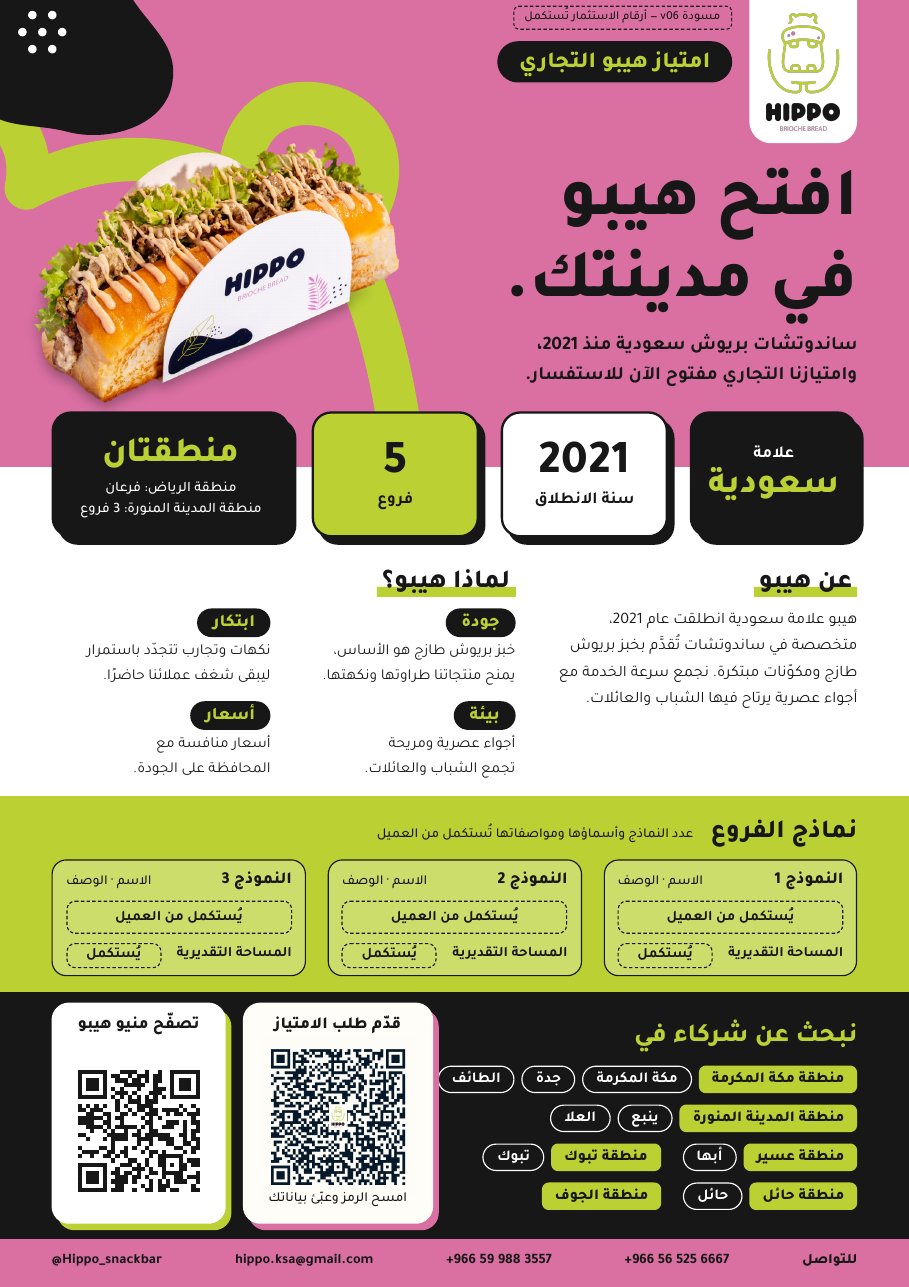 مسودة v06 – أرقام الاستثمار تُستكمل
امتياز هيبو التجاري
HIPPO
BRIOCHE BREAD
افتح هيبو
في مدينتك.
ساندوتشات بريوش سعودية منذ 2021،
وامتيازنا التجاري مفتوح الآن للاستفسار.
HIPPO
BRIOCHE BREAD
علامة
سعودية
2021
سنة الانطلاق
5
فروع
منطقتان
منطقة الرياض: فرعان
منطقة المدينة المنورة: 3 فروع
عن هيبو
هيبو علامة سعودية انطلقت عام 2021،
متخصصة في ساندوتشات تُقدَّم بخبز بريوش
طازج ومكوّنات مبتكرة. نجمع سرعة الخدمة مع
أجواء عصرية يرتاح فيها الشباب والعائلات.
لماذا هيبو؟
جودة
خبز بريوش طازج هو الأساس،
يمنح منتجاتنا طراوتها ونكهتها.
ابتكار
نكهات وتجارب تتجدّد باستمرار
ليبقى شغف عملائنا حاضرًا.
بيئة
أجواء عصرية ومريحة
تجمع الشباب والعائلات.
أسعار
أسعار منافسة مع
المحافظة على الجودة.
نماذج الفروع
عدد النماذج وأسماؤها ومواصفاتها تُستكمل من العميل
النموذج 1
الاسم · الوصف
يُستكمل من العميل
المساحة التقديرية
يُستكمل
النموذج 2
الاسم · الوصف
يُستكمل من العميل
المساحة التقديرية
يُستكمل
النموذج 3
الاسم · الوصف
يُستكمل من العميل
المساحة التقديرية
يُستكمل
نبحث عن شركاء في
منطقة مكة المكرمة
مكة المكرمة
جدة
الطائف
منطقة المدينة المنورة
ينبع
العلا
منطقة عسير
أبها
منطقة تبوك
تبوك
منطقة حائل
حائل
منطقة الجوف
قدّم طلب الامتياز
امسح الرمز وعبّئ بياناتك
تصفّح منيو هيبو
للتواصل
+966 56 525 6667
+966 59 988 3557
hippo.ksa@gmail.com
@Hippo_snackbar